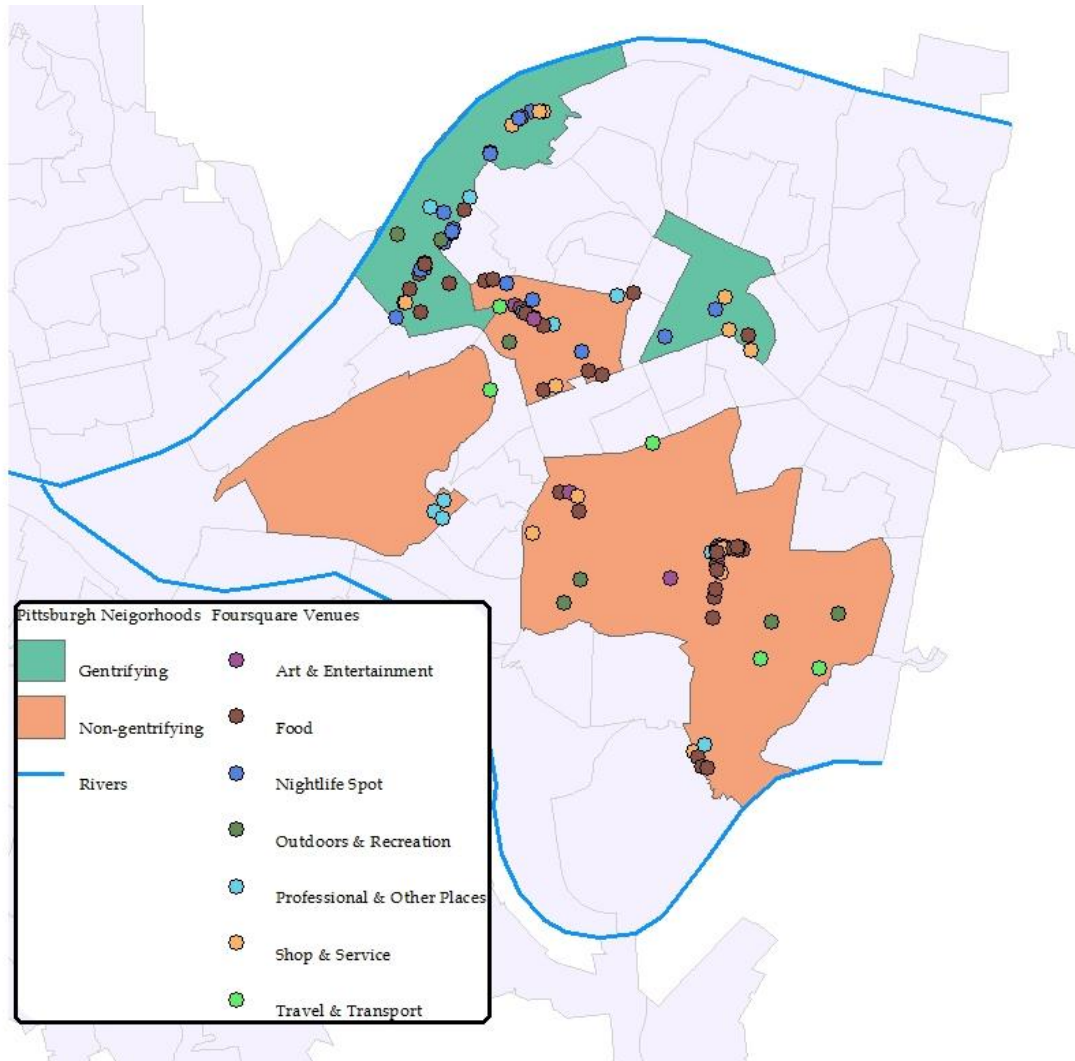 Pittsburgh Neigorhoods Foursquare Venues
Gentrifying
Art & Entertainment
Non-gentrifying
Food
Rivers
Nightlife Spot
Outdoors & Recreation
Professional & Other Places
Shop & Service
Travel & Transport